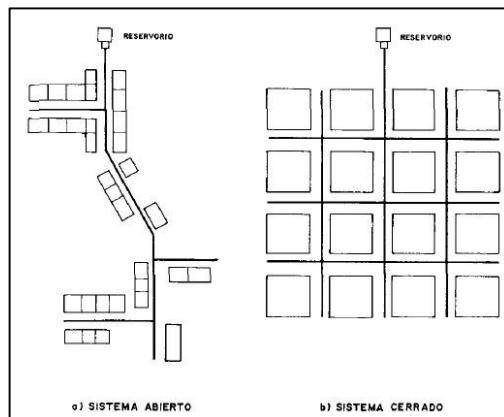 RESERVORIO
RESERVORIO
a) SISTEMA ABIERTO
b) SISTEMA CERRADO